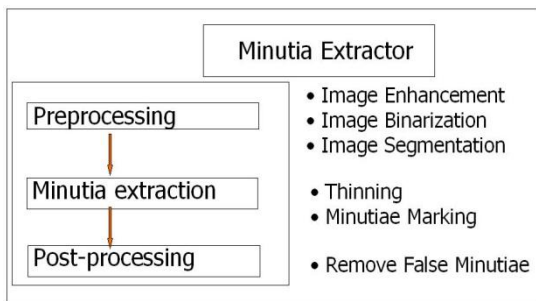 Minutia Extractor
Preprocessing
• Image Enhancement
• Image Binarization
• Image Segmentation
Minutia extraction
• Thinning
• Minutiae Marking
Post-processing
• Remove False Minutiae